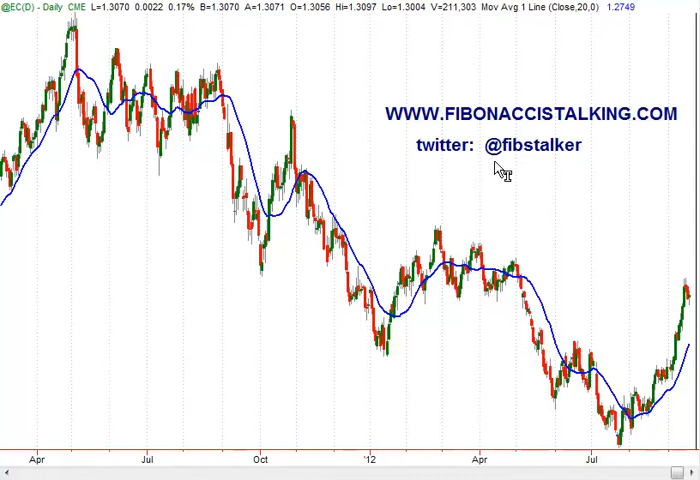 @EC(D) - Daily CME L=1.3070 0.0022 0.17% B=1.3070 A=1.3071 O=1.3056 Hi=1.3097 Lo=1.3004 V=211,303 Mov Avg 1 Line (Close,20,0) 1.2749
WWW.FIBONACCISTALKING.COM
twitter: @fibstalker
Apr Jul Oct '12 Apr Jul